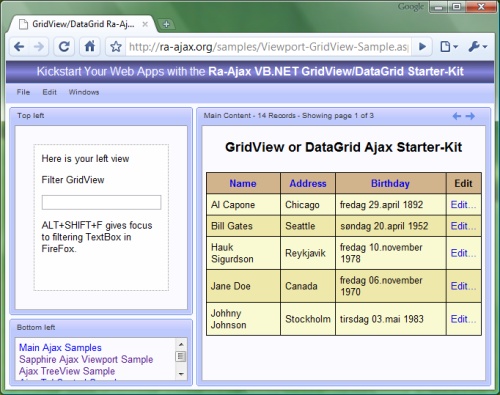 Google
GridView/DataGrid Ra-Aj...
http://ra-ajax.org/samples/Viewport-GridView-Sample.as
Kickstart Your Web Apps with the Ra-Ajax VB.NET GridView/DataGrid Starter-Kit
File Edit Windows
Top left
Here is your left view
Filter GridView
ALT+SHIFT+F gives focus
to filtering TextBox in
FireFox.
Bottom left
Main Ajax Samples
Sapphire Ajax Viewport Sample
Ajax TreeView Sample
Main Content - 14 Records - Showing page 1 of 3
GridView or DataGrid Ajax Starter-Kit
Name Address Birthday Edit
Al Capone Chicago fredag 29.april 1892 Edit...
Bill Gates Seattle søndag 20.april 1952 Edit...
Hauk Sigurdson Reykjavik fredag 10.november 1978 Edit...
Jane Doe Canada fredag 06.november 1970 Edit...
Johhny Johnson Stockholm tirsdag 03.mai 1983 Edit...